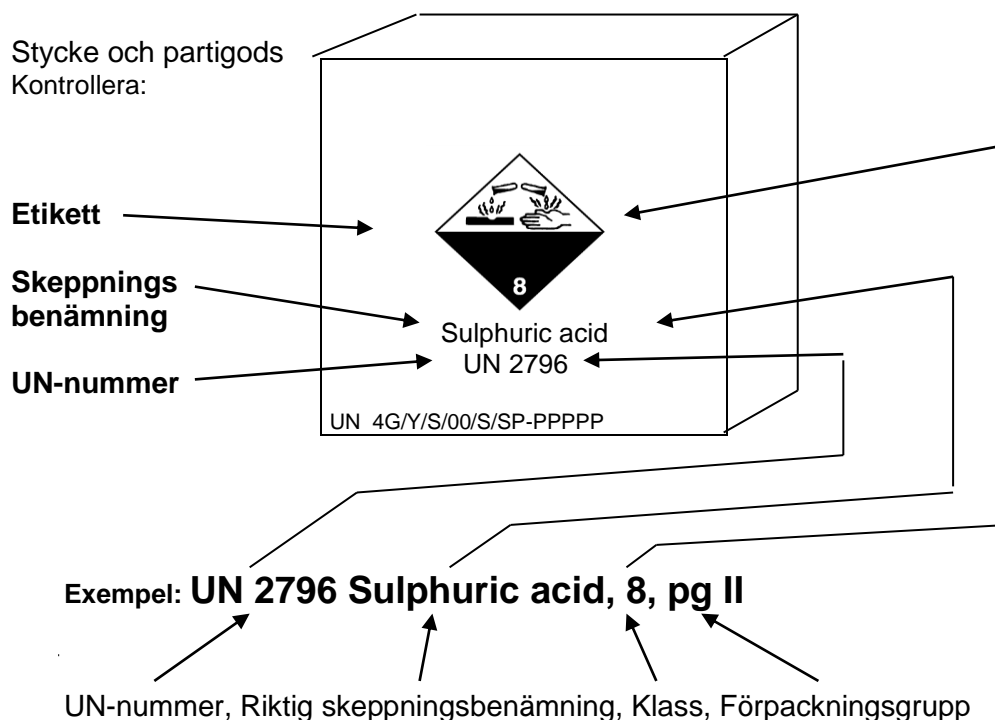 Stycke och partigods
Kontrollera:
Etikett
8
Skeppnings
benämning
Sulphuric acid
UN 2796
UN-nummer
UN 4G/Y/S/00/S/SP-PPPPP
Exempel: UN 2796 Sulphuric acid, 8, pg II
UN-nummer, Riktig skeppningsbenämning, Klass, Förpackningsgrupp